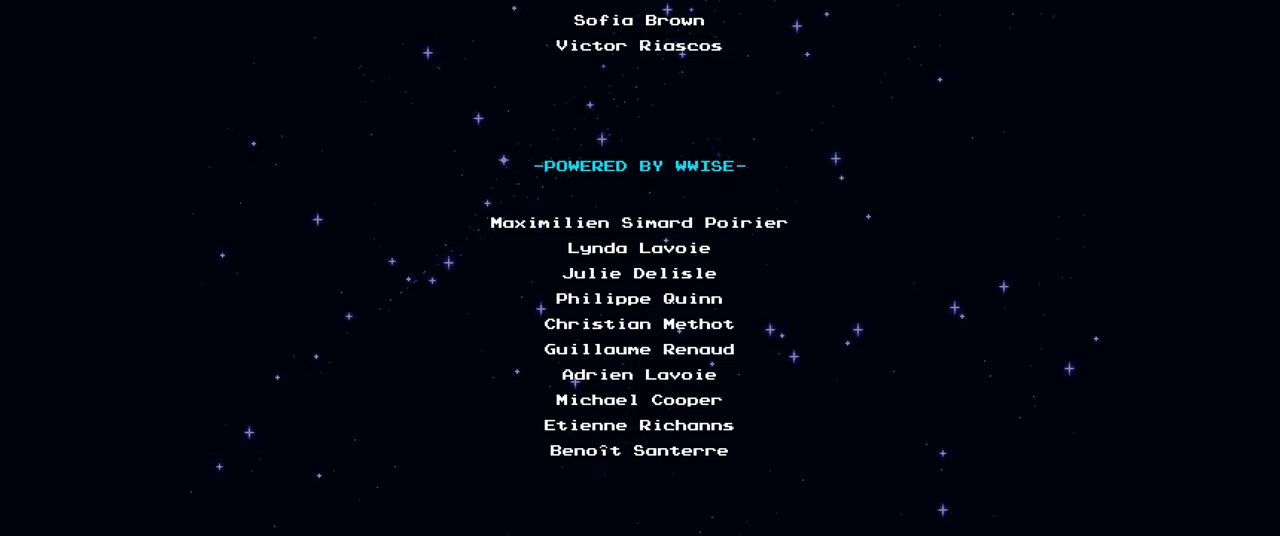 Sofia Brown
Victor Riascos
-POWERED BY WWISE-
Maximilien Simard Poirier
Lynda Lavoie
Julie Delisle
Philippe Quinn
Christian Methot
Guillaume Renaud
Adrien Lavoie
Michael Cooper
Etienne Richanns
Benoît Santerre